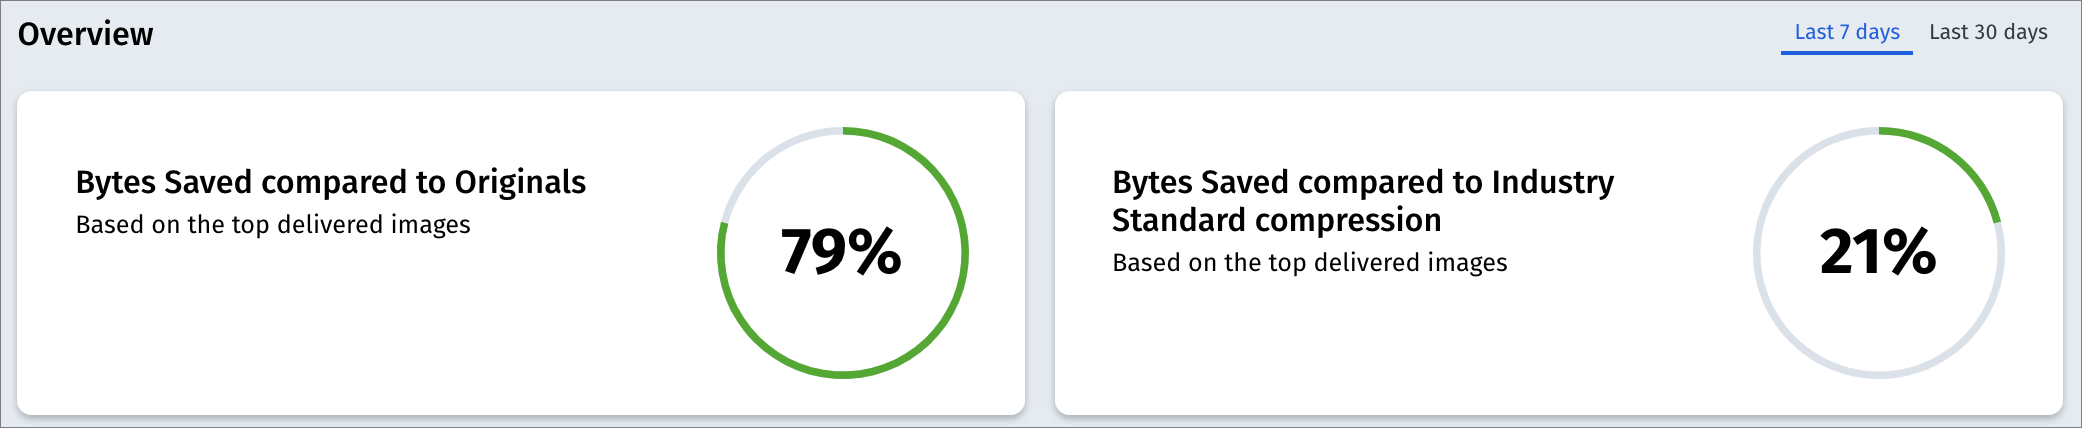 Overview
Last 7 days
Last 30 days
Bytes Saved compared to Originals
Based on the top delivered images
79%
Bytes Saved compared to Industry
Standard compression
Based on the top delivered images
21%